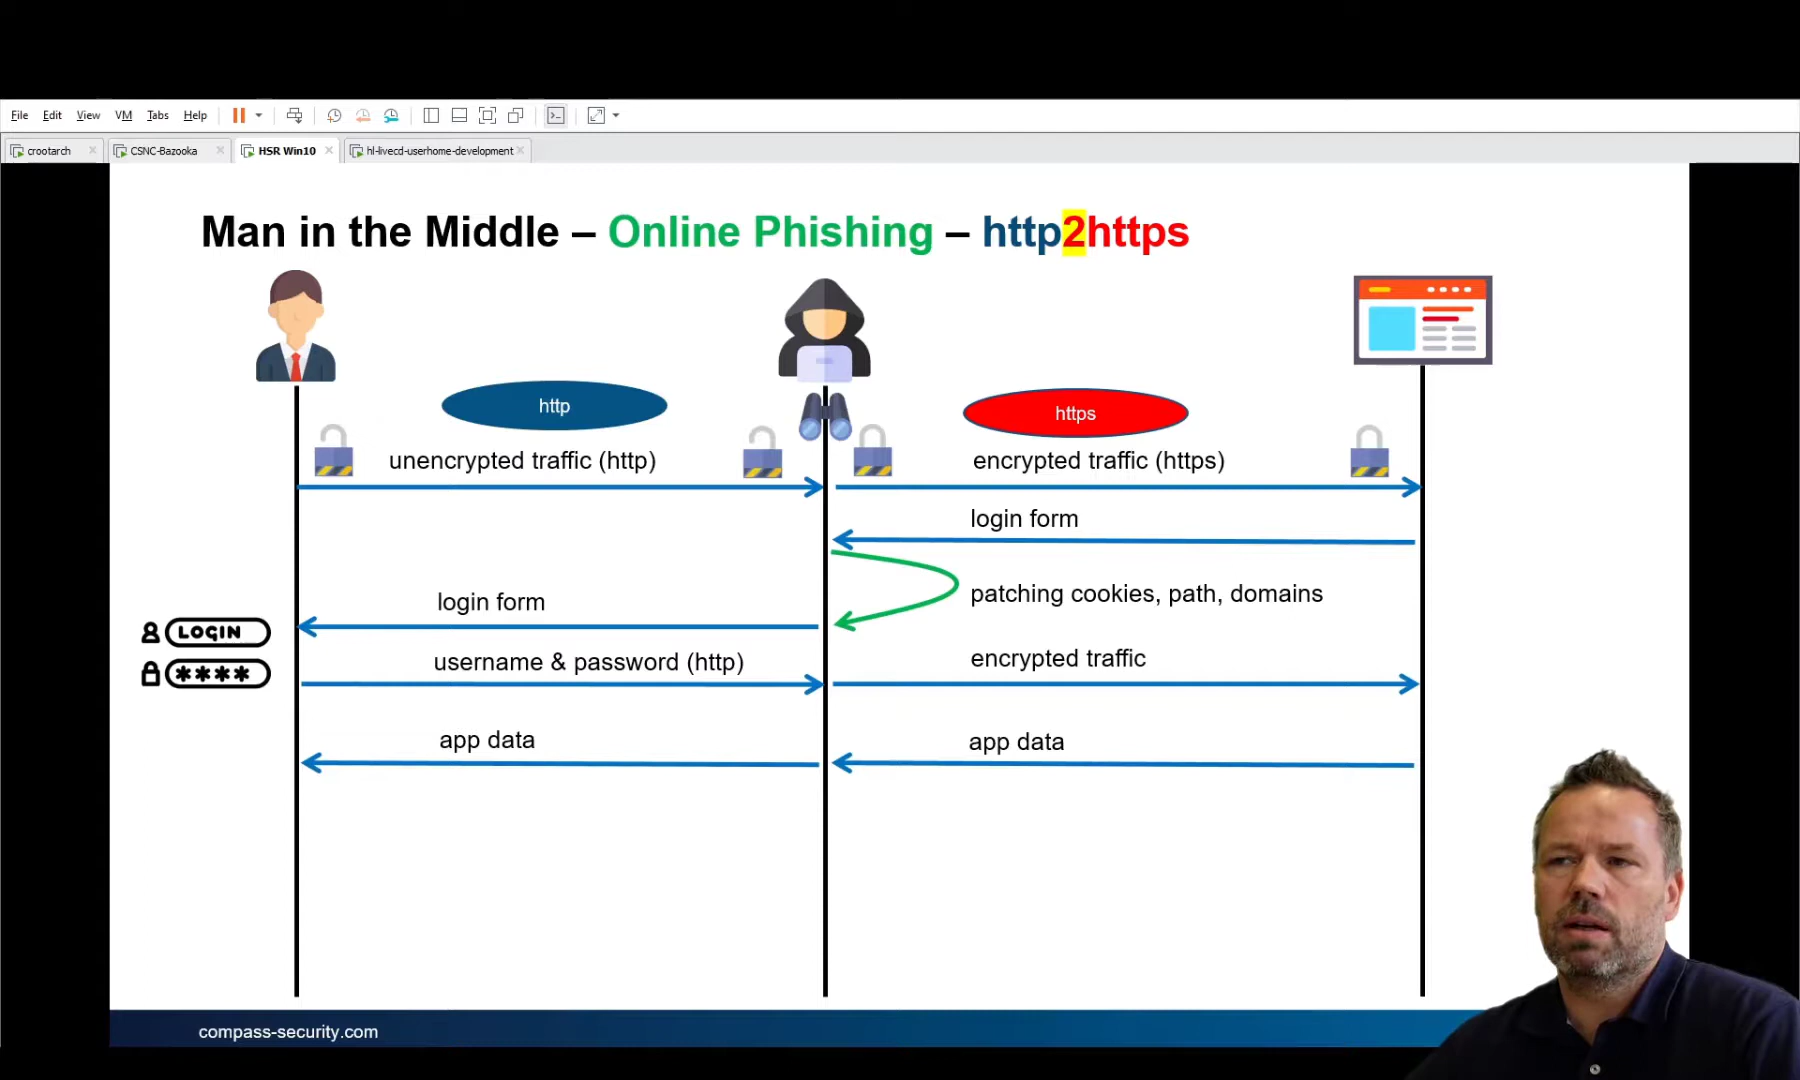 File Edit View VM Tabs Help
crootarch CSNC-Bazooka HSR Win10 hl-livecd-userhome-development
Man in the Middle – Online Phishing – http2https
http https
unencrypted traffic (http) encrypted traffic (https)
login form
patching cookies, path, domains
login form
LOGIN
username & password (http) encrypted traffic
****
app data app data
compass-security.com